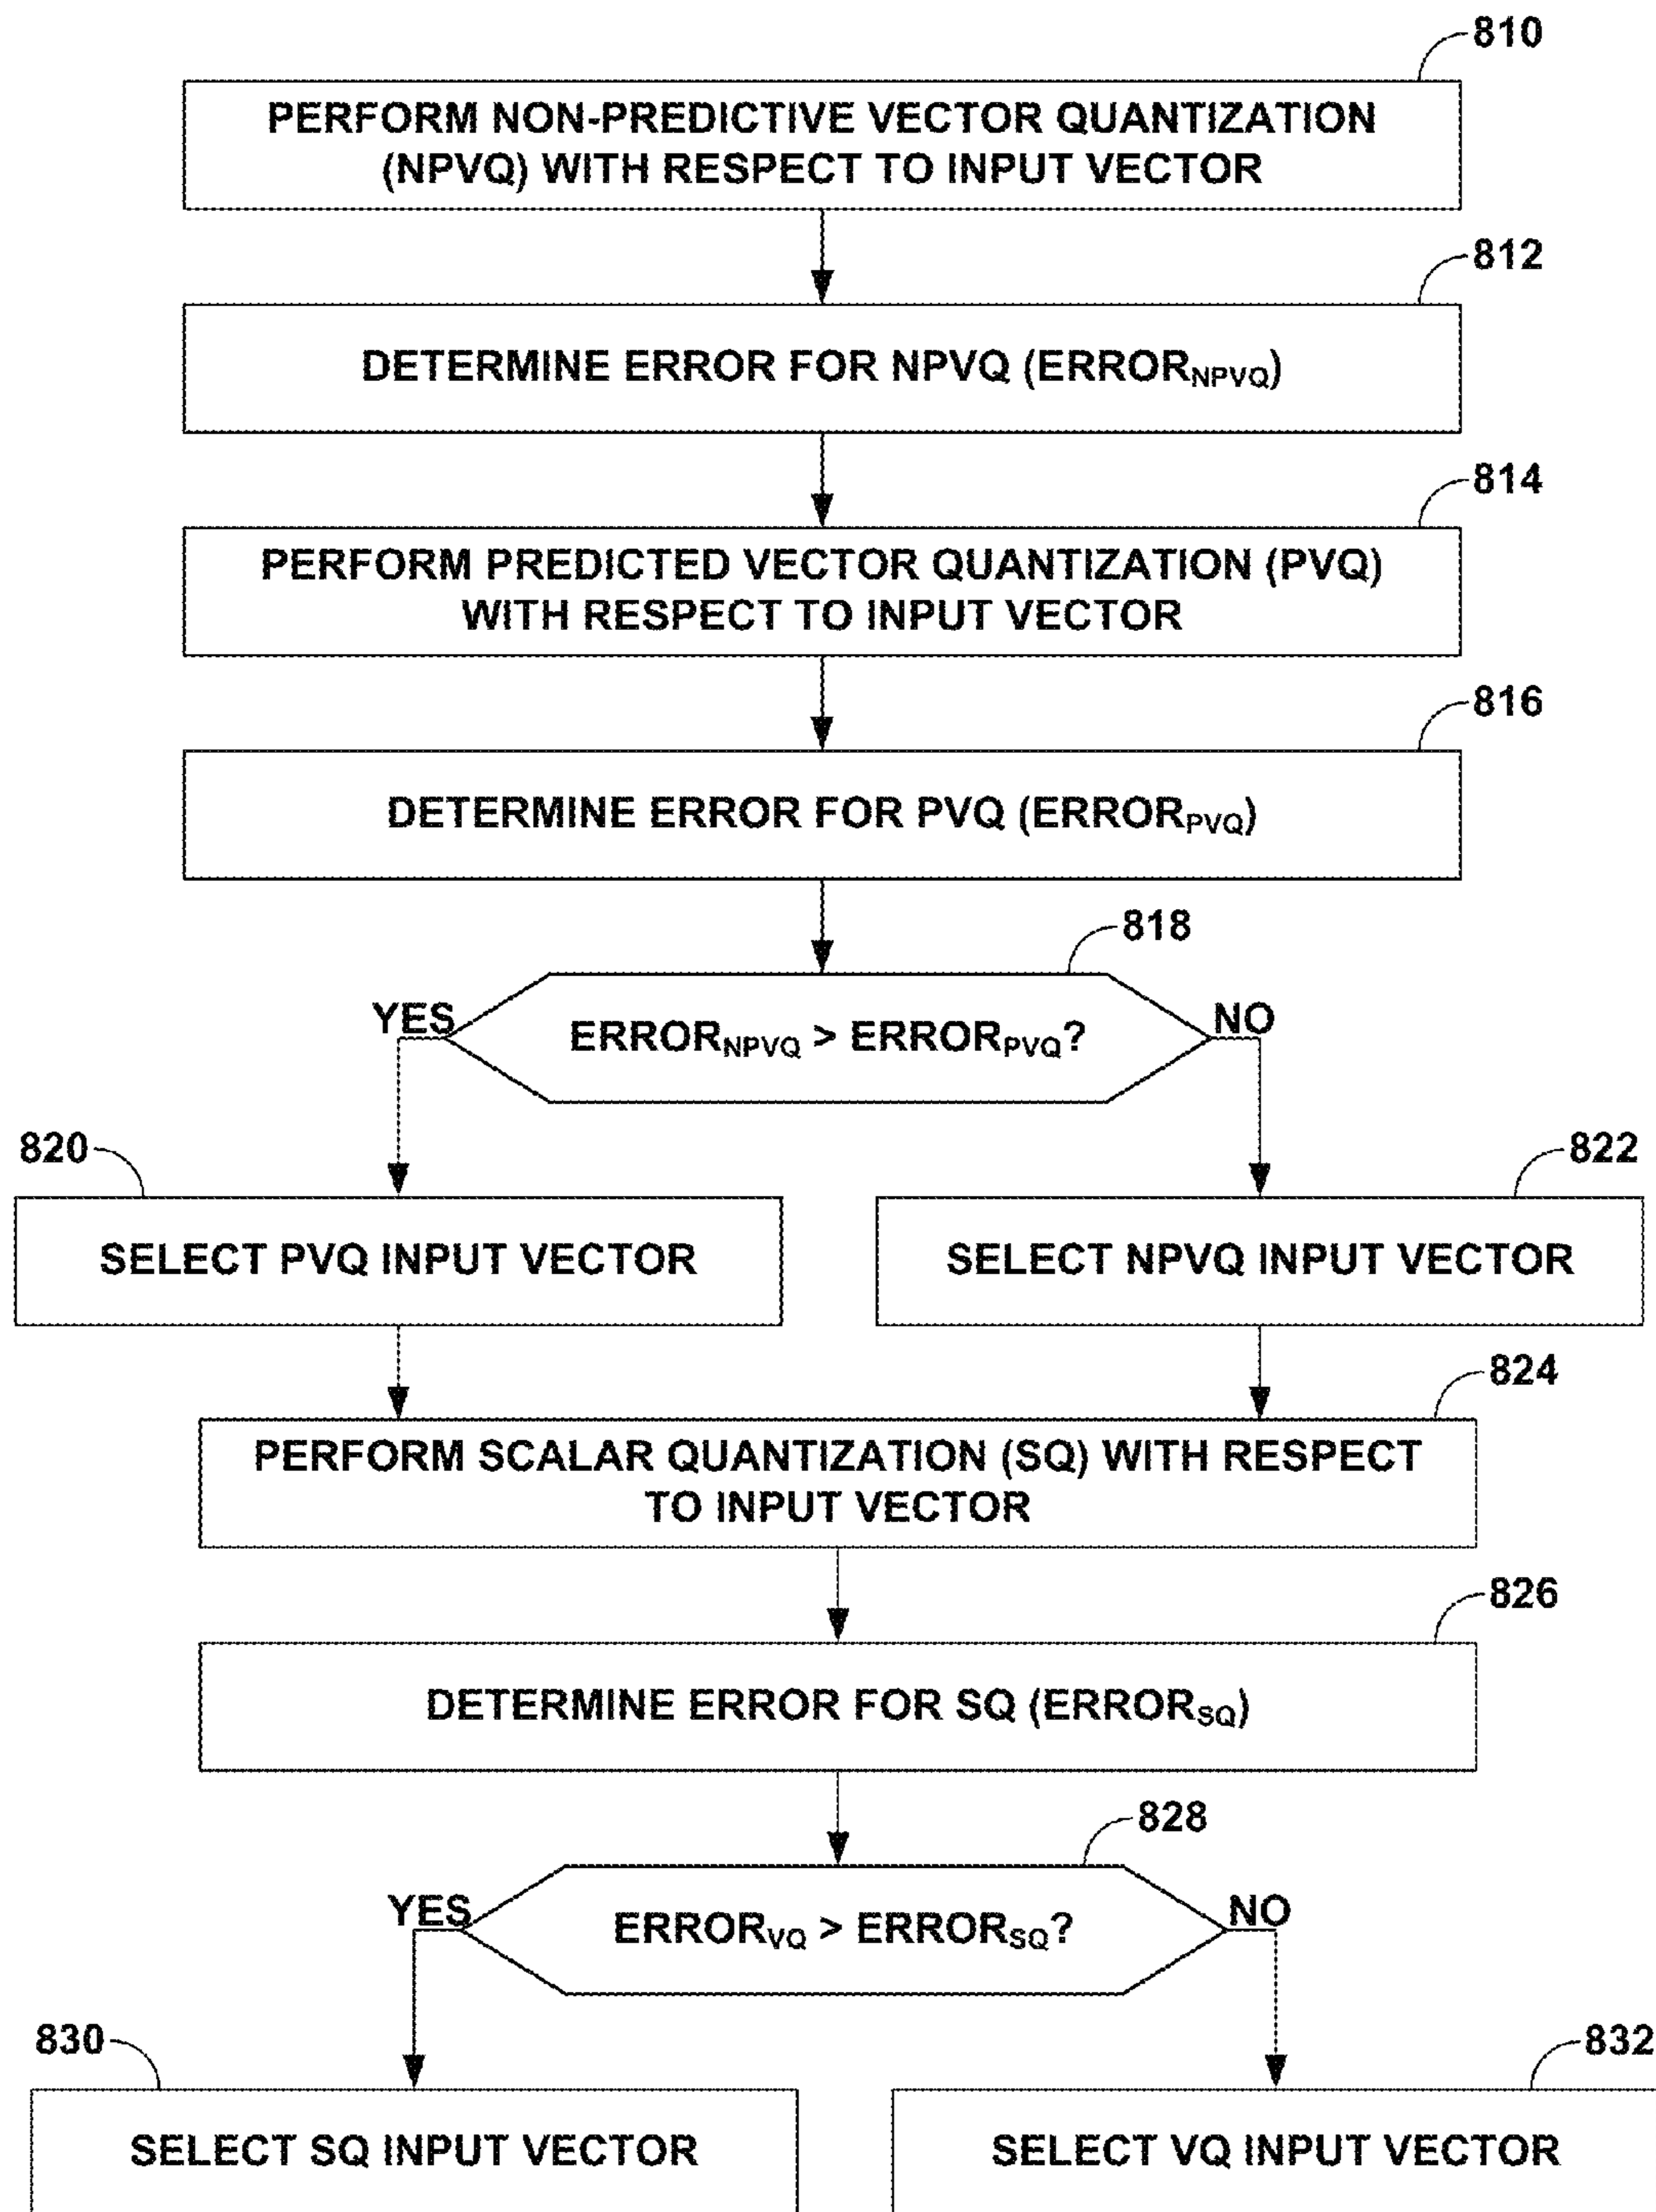 810
PERFORM NON-PREDICTIVE VECTOR QUANTIZATION
(NPVQ) WITH RESPECT TO INPUT VECTOR
812
DETERMINE ERROR FOR NPVQ (ERRORNPVQ)
814
PERFORM PREDICTED VECTOR QUANTIZATION (PVQ)
WITH RESPECT TO INPUT VECTOR
816
DETERMINE ERROR FOR PVQ (ERRORPVQ)
818
YES
ERRORNPVQ > ERRORPVQ?
NO
820
822
SELECT PVQ INPUT VECTOR
SELECT NPVQ INPUT VECTOR
824
PERFORM SCALAR QUANTIZATION (SQ) WITH RESPECT
TO INPUT VECTOR
826
DETERMINE ERROR FOR SQ (ERRORSQ)
828
YES
ERRORVQ > ERRORSQ?
NO
830
832
SELECT SQ INPUT VECTOR
SELECT VQ INPUT VECTOR